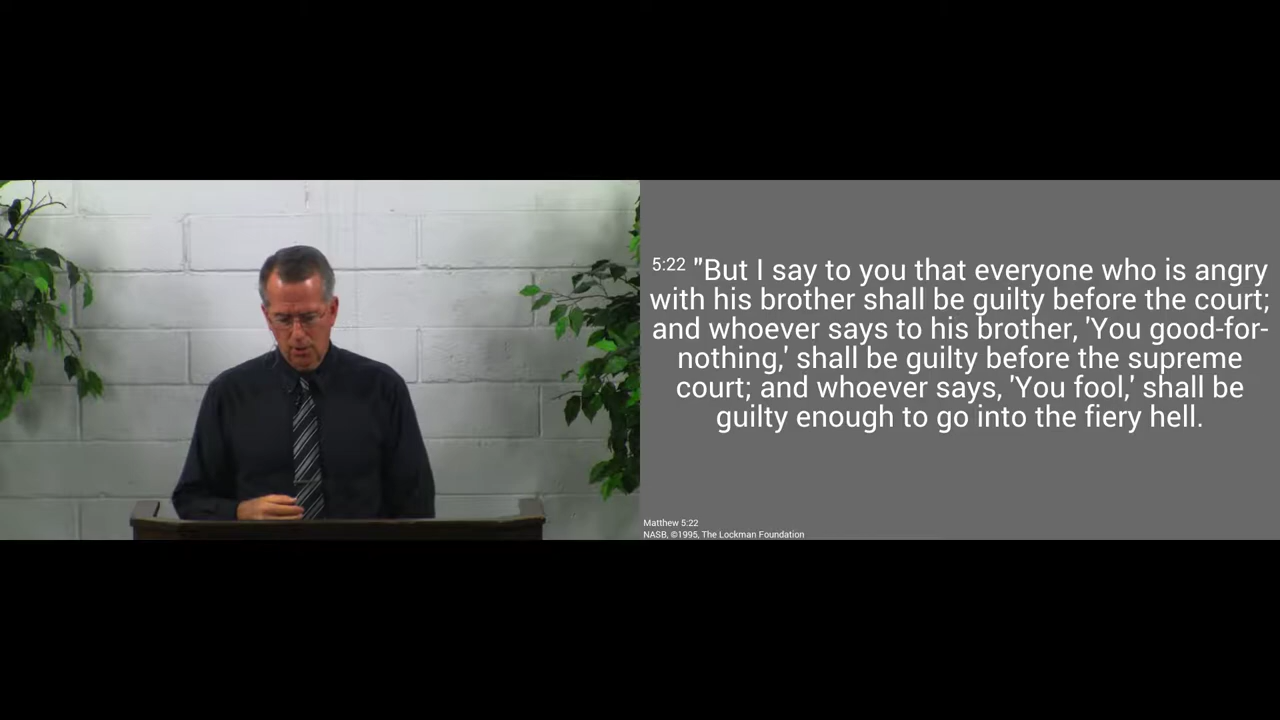 5:22 "But I say to you that everyone who is angry
with his brother shall be guilty before the court;
and whoever says to his brother, 'You good-for-
nothing,' shall be guilty before the supreme
court; and whoever says, 'You fool,' shall be
guilty enough to go into the fiery hell.
Matthew 5:22
NASB, ©1995, The Lockman Foundation